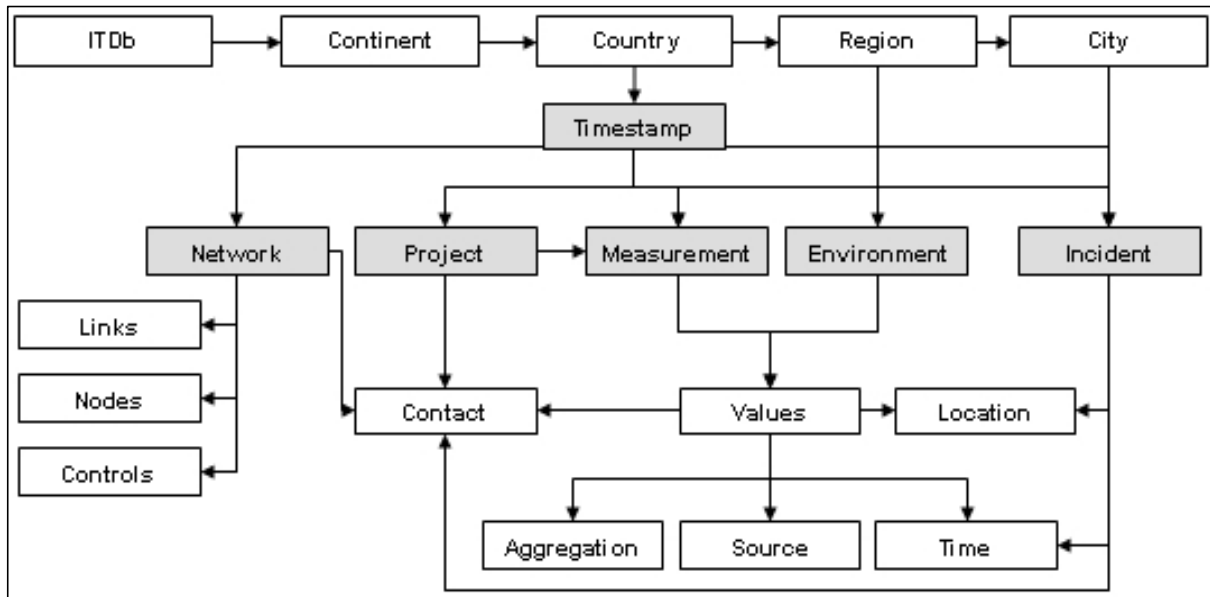 ITDb
Continent
Country
Region
City
Timestamp
Network
Project
Measurement
Environment
Incident
Links
Nodes
Contact
Values
Location
Controls
Aggregation
Source
Time